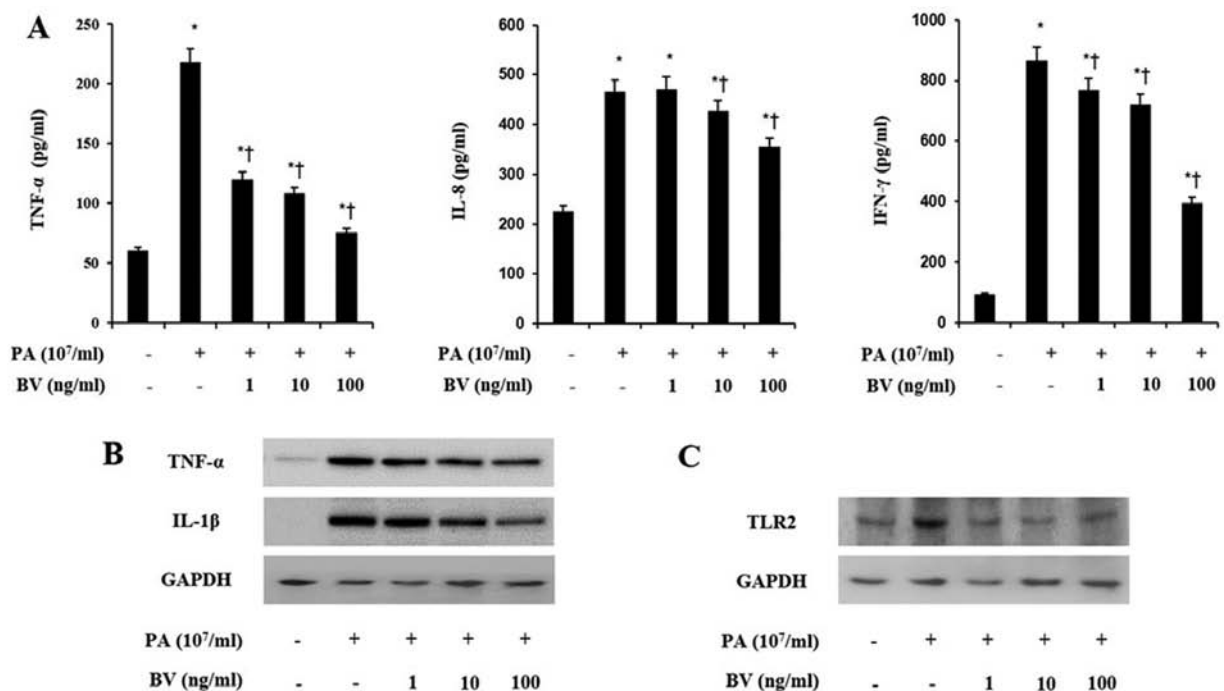 A
TNF-α (pg/ml)
250
200
150
100
50
0
*
*†
*†
*†
PA (10⁷/ml) - + + + +
BV (ng/ml) - - 1 10 100
IL-8 (pg/ml)
600
500
400
300
200
100
0
*
*
*†
*†
PA (10⁷/ml) - + + + +
BV (ng/ml) - - 1 10 100
IFN-γ (pg/ml)
1000
800
600
400
200
0
*
*†
*†
*†
PA (10⁷/ml) - + + + +
BV (ng/ml) - - 1 10 100
B
TNF-α
IL-1β
GAPDH
PA (10⁷/ml) - + + + +
BV (ng/ml) - - 1 10 100
C
TLR2
GAPDH
PA (10⁷/ml) - + + + +
BV (ng/ml) - - 1 10 100